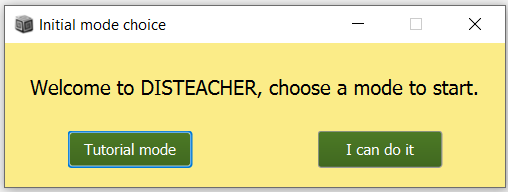 Initial mode choice
Welcome to DISTEACHER, choose a mode to start.
Tutorial mode
I can do it